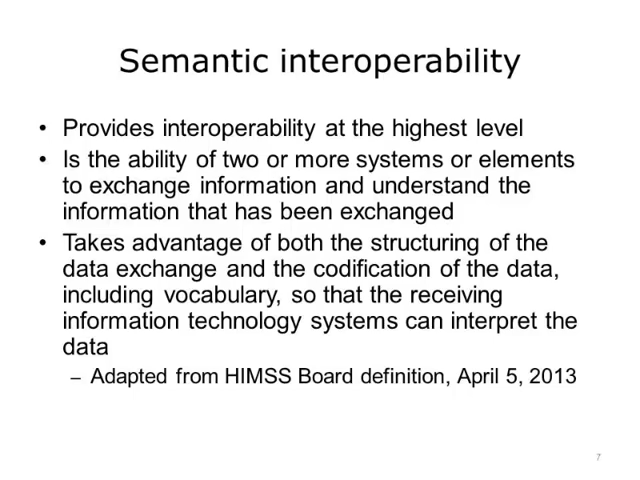 Semantic interoperability
• Provides interoperability at the highest level
• Is the ability of two or more systems or elements
to exchange information and understand the
information that has been exchanged
• Takes advantage of both the structuring of the
data exchange and the codification of the data,
including vocabulary, so that the receiving
information technology systems can interpret the
data
– Adapted from HIMSS Board definition, April 5, 2013
7